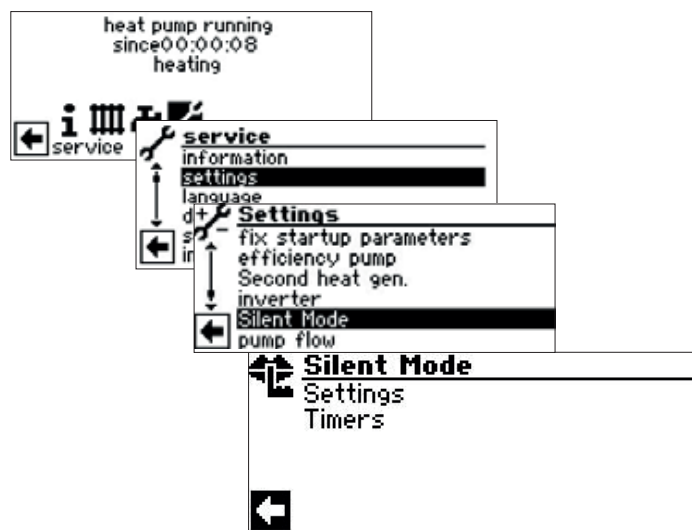 heat pump running
since00:00:08
heating
service
service
information
settings
language
d
s
in
Settings
fix startup parameters
efficiency pump
Second heat gen.
inverter
Silent Mode
pump flow
Silent Mode
Settings
Timers